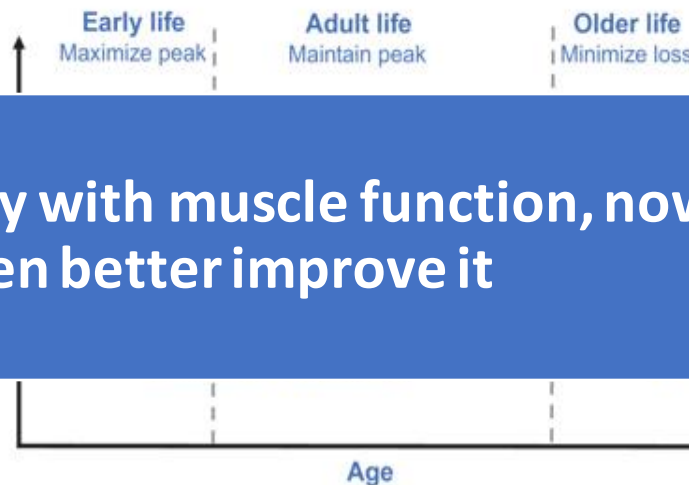 Early life Adult life Older life
Maximize peak Maintain peak Minimize loss
y with muscle function, now
en better improve it
Age